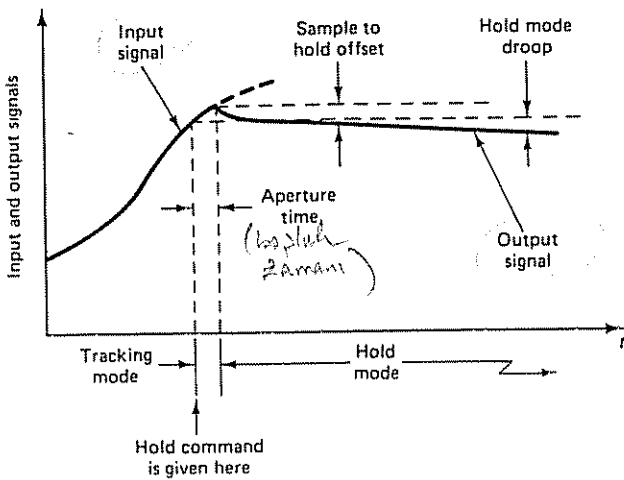 Input
signal
Sample to
hold offset
Hold mode
droop
Input and output signals
Aperture
time
zamanı
Output
signal
t
Tracking
mode
Hold
mode
Hold command
is given here